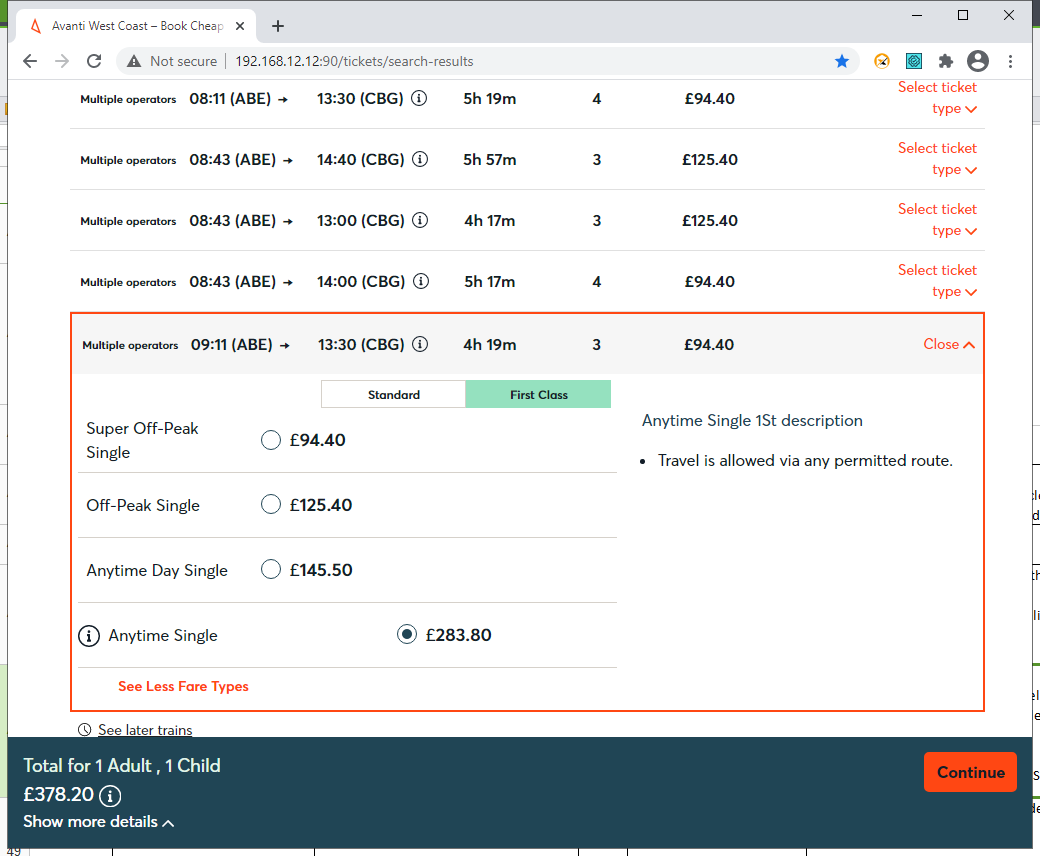 Avanti West Coast – Book Cheap
Not secure 192.168.12.12:90/tickets/search-results
Multiple operators 08:11 (ABE) → 13:30 (CBG) 5h 19m 4 £94.40 Select ticket
type
Multiple operators 08:43 (ABE) → 14:40 (CBG) 5h 57m 3 £125.40 Select ticket
type
Multiple operators 08:43 (ABE) → 13:00 (CBG) 4h 17m 3 £125.40 Select ticket
type
Multiple operators 08:43 (ABE) → 14:00 (CBG) 5h 17m 4 £94.40 Select ticket
type
Multiple operators 09:11 (ABE) → 13:30 (CBG) 4h 19m 3 £94.40 Close
Standard First Class
Super Off-Peak
Single
£94.40
Off-Peak Single £125.40
Anytime Day Single £145.50
Anytime Single £283.80
See Less Fare Types
Anytime Single 1St description
• Travel is allowed via any permitted route.
See later trains
Total for 1 Adult , 1 Child
£378.20
Show more details
Continue
49